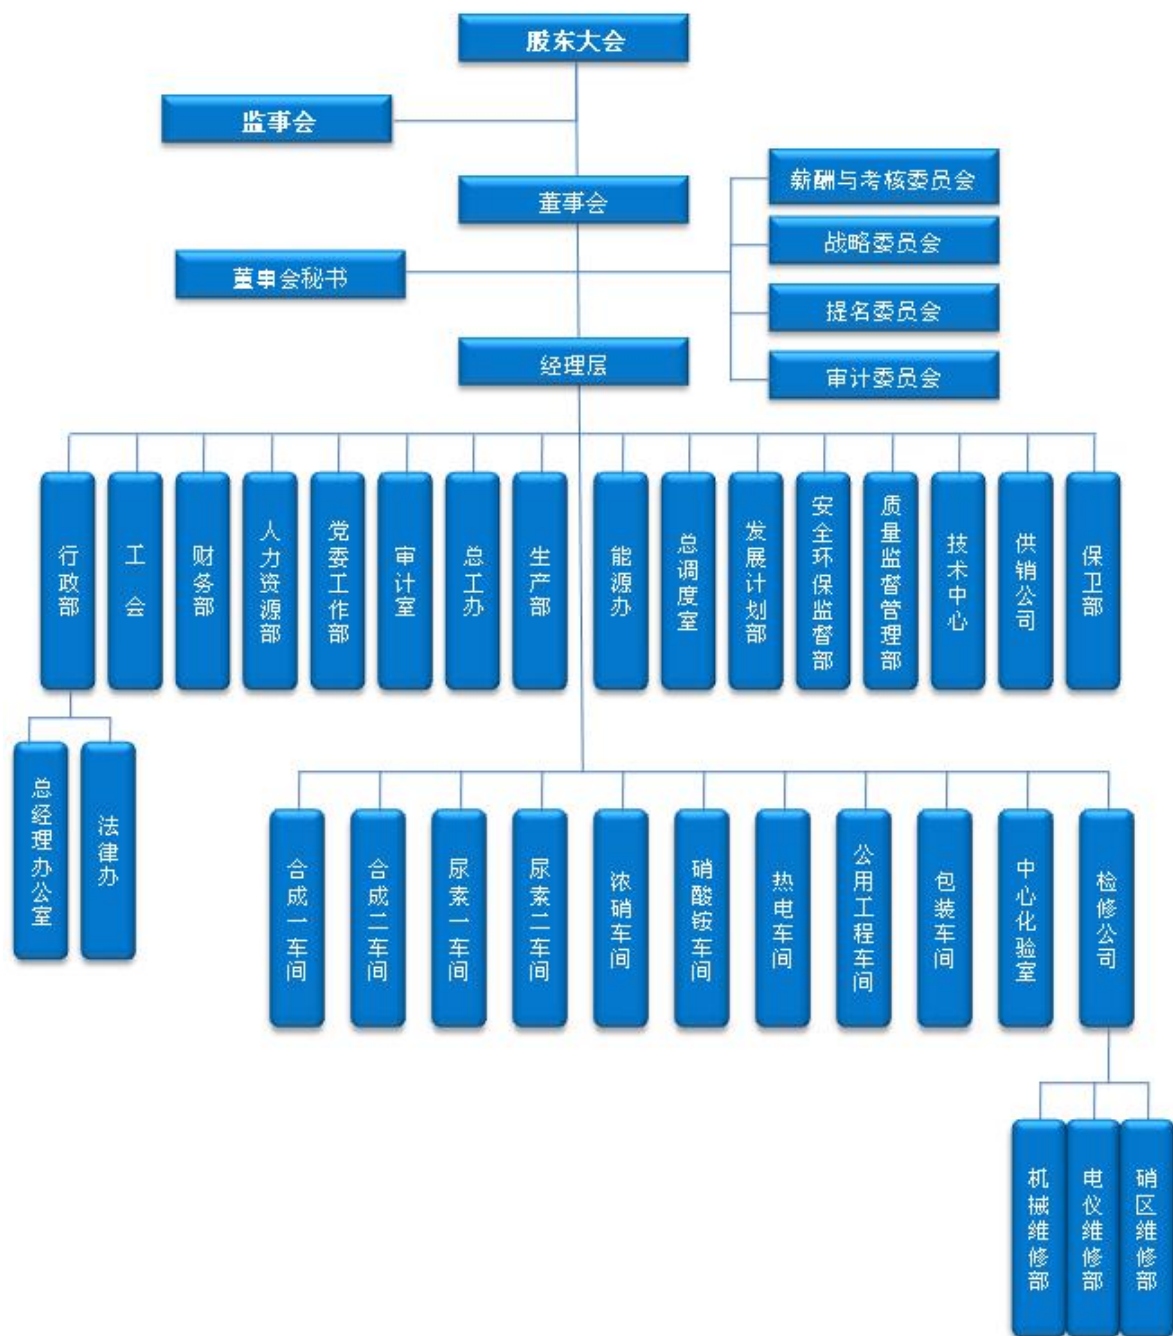 股东大会
监事会
董事会
薪酬与考核委员会
战略委员会
董事会秘书
提名委员会
经理层
审计委员会
行政部
工会
财务部
人力资源部
党委工作部
审计室
总工办
生产部
能源办
总调度室
发展计划部
安全环保监督部
质量监督管理部
技术中心
供销公司
保卫部
总经理办公室
法律办
合成一车间
合成二车间
尿素一车间
尿素二车间
浓硝车间
硝酸铵车间
热电车间
公用工程车间
包装车间
中心化验室
检修公司
机械维修部
电仪维修部
硝区维修部